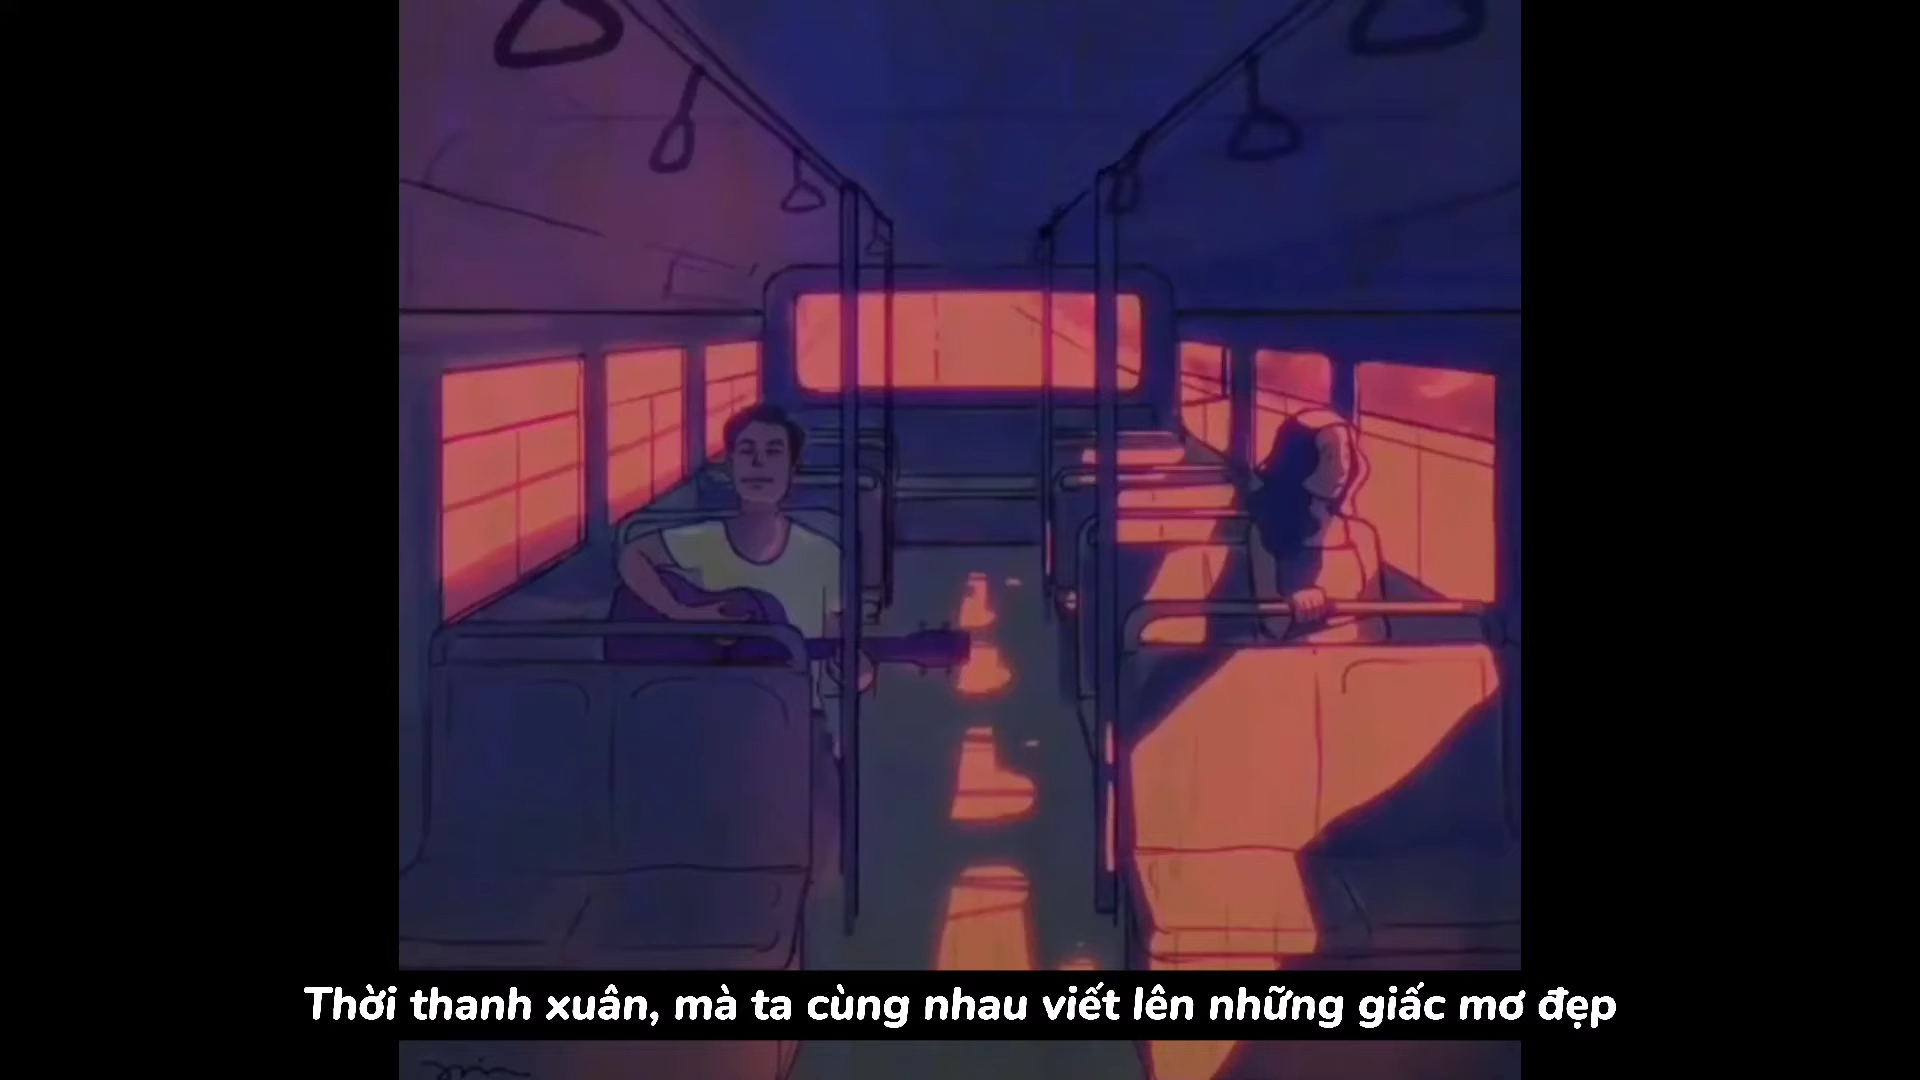 Thời thanh xuân, mà ta cùng nhau viết lên những giấc mơ đẹp